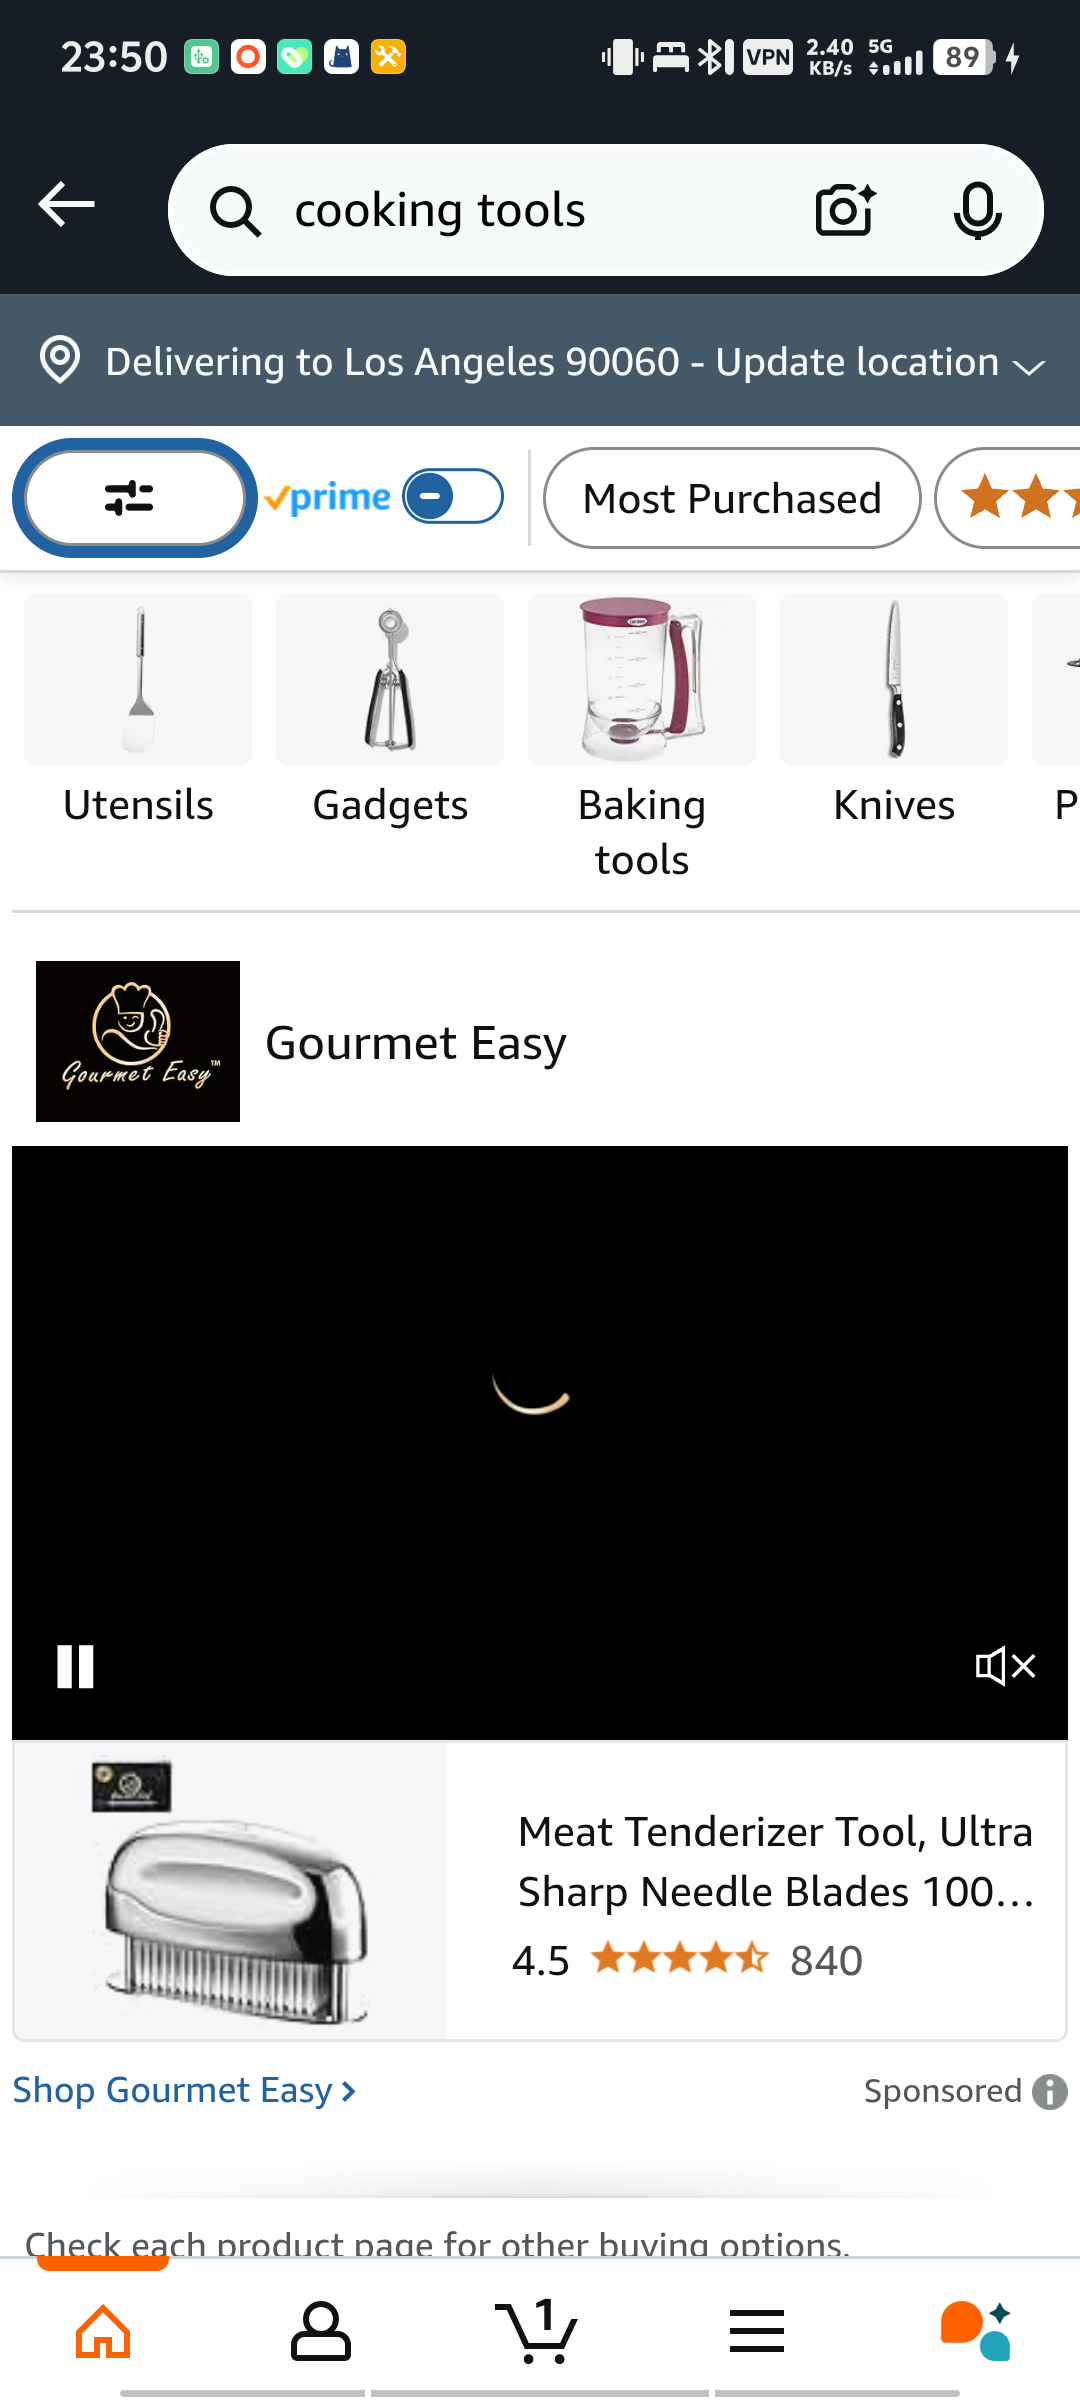 23:50
VPN
2.40 KB/s
5G
89
cooking tools
Delivering to Los Angeles 90060 - Update location
prime
Most Purchased
Utensils
Gadgets
Baking tools
Knives
P
Gourmet Easy™
Gourmet Easy
Meat Tenderizer Tool, Ultra
Sharp Needle Blades 100...
4.5
840
Shop Gourmet Easy
Sponsored
Check each product page for other buying options.
1